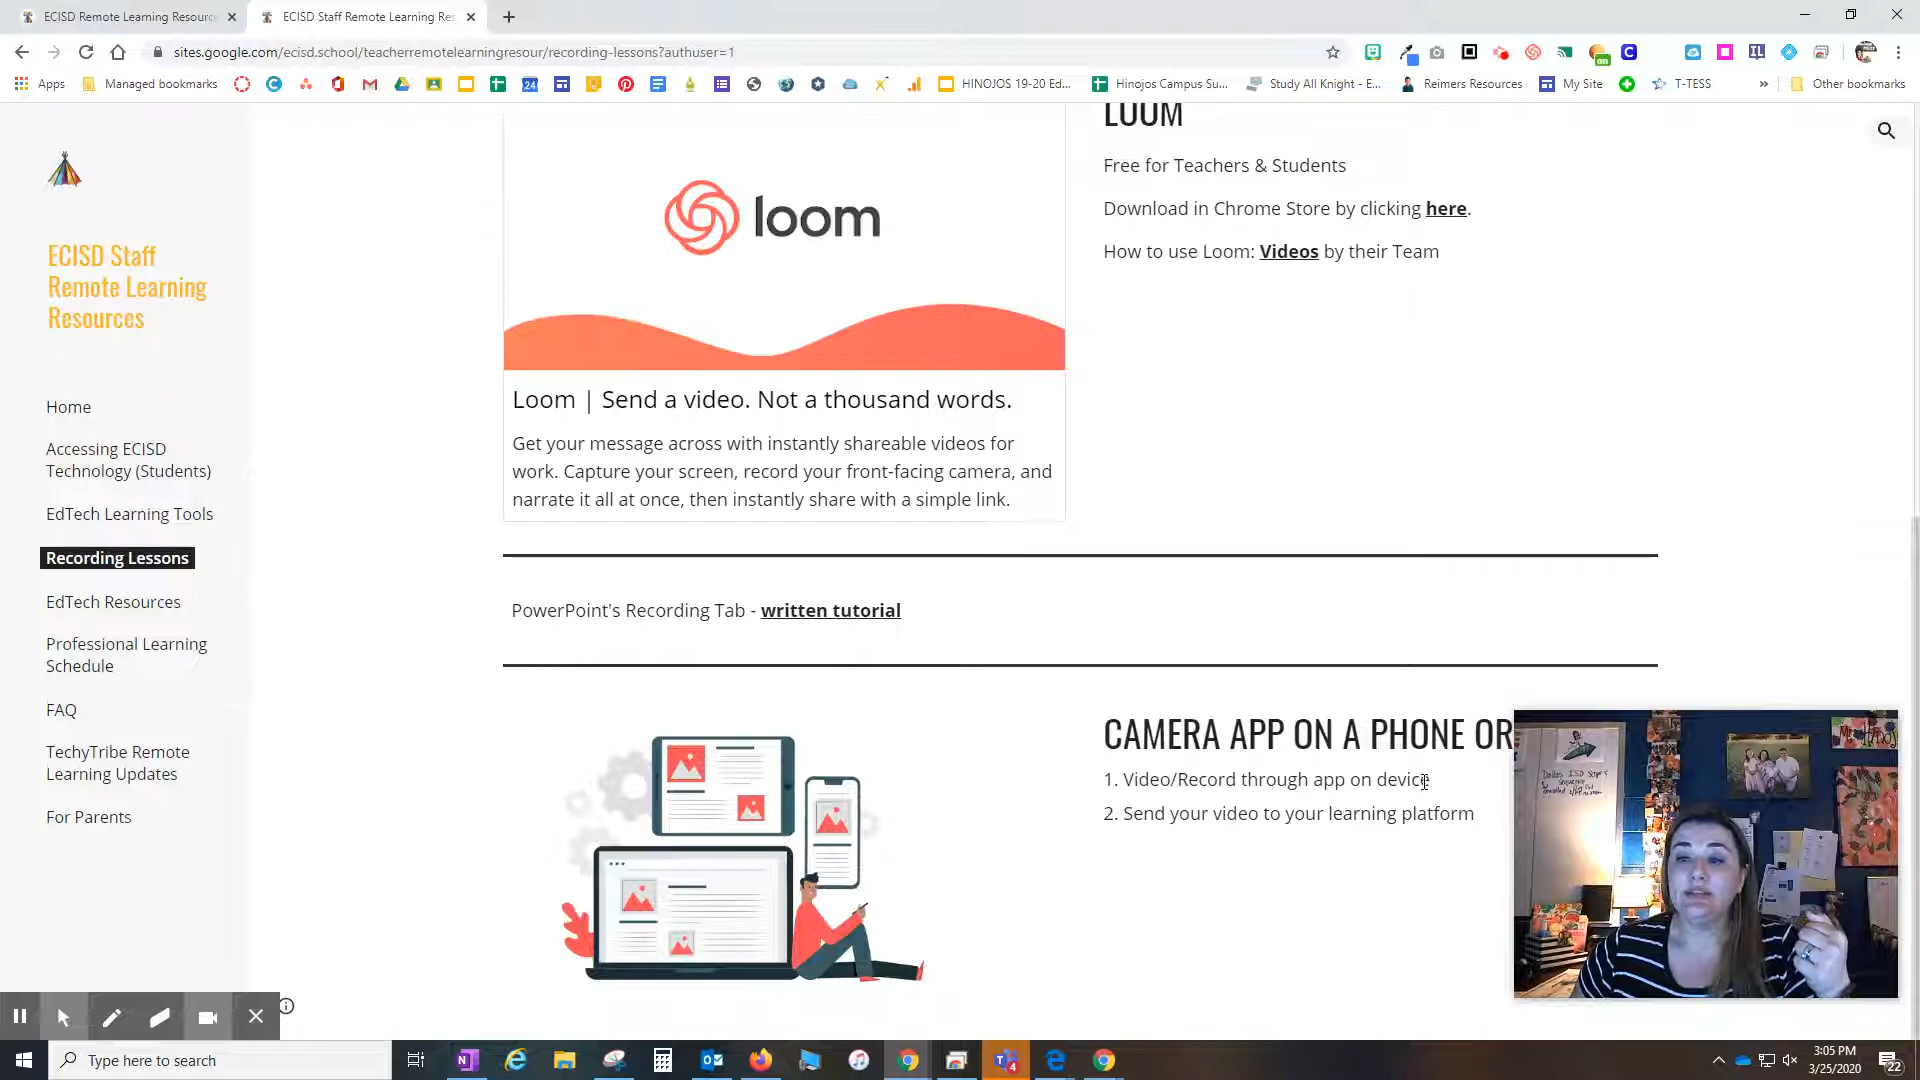 ECISD Remote Learning Resourc
ECISD Staff Remote Learning Res
sites.google.com/ecisd.school/teacherremotelearningresour/recording-lessons?authuser=1
Apps
Managed bookmarks
HINOJOS 19-20 Ed...
Hinojos Campus Su...
Study All Knight - E...
Reimers Resources
My Site
T-TESS
»
Other bookmarks
ECISD Staff
Remote Learning
Resources
Home
Accessing ECISD
Technology (Students)
EdTech Learning Tools
Recording Lessons
EdTech Resources
Professional Learning
Schedule
FAQ
TechyTribe Remote
Learning Updates
For Parents
loom
Loom | Send a video. Not a thousand words.
Get your message across with instantly shareable videos for
work. Capture your screen, record your front-facing camera, and
narrate it all at once, then instantly share with a simple link.
LOOM
Free for Teachers & Students
Download in Chrome Store by clicking here.
How to use Loom: Videos by their Team
PowerPoint's Recording Tab - written tutorial
CAMERA APP ON A PHONE OR
1. Video/Record through app on device
2. Send your video to your learning platform
Type here to search
3:05 PM
3/25/2020
22